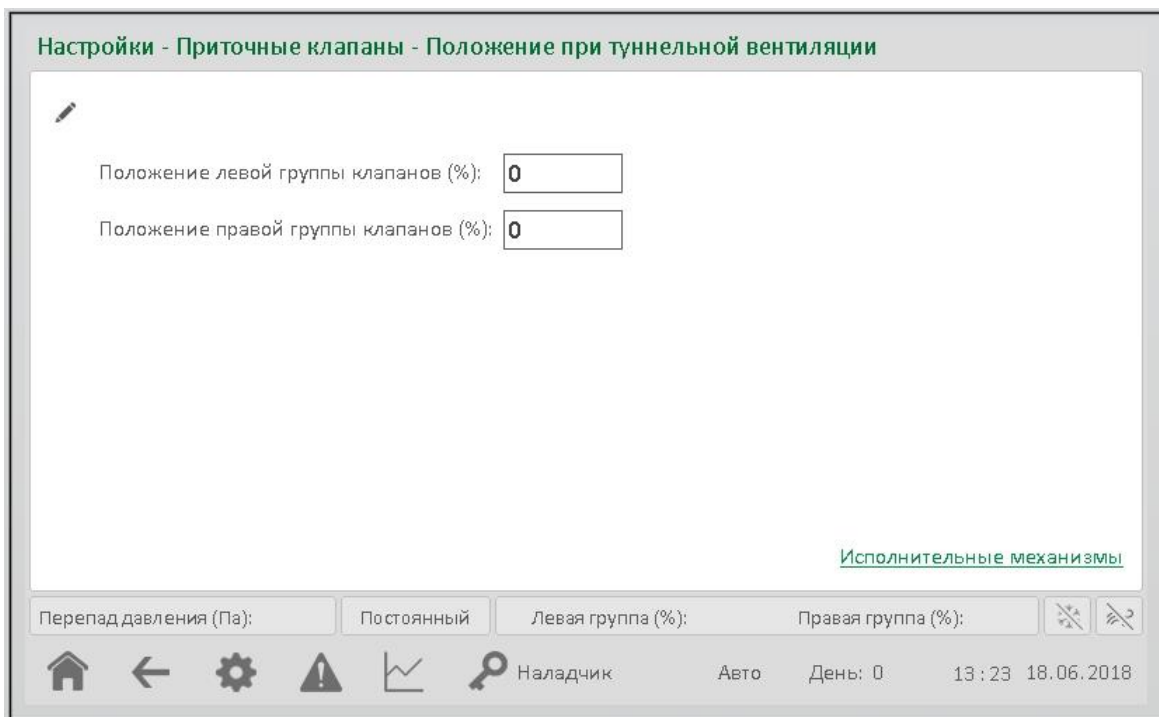 Настройки - Приточные клапаны - Положение при туннельной вентиляции
Положение левой группы клапанов (%): 0
Положение правой группы клапанов (%): 0
Исполнительные механизмы
Перепад давления (Па): Постоянный Левая группа (%): Правая группа (%):
Наладчик Авто День: 0 13:23 18.06.2018